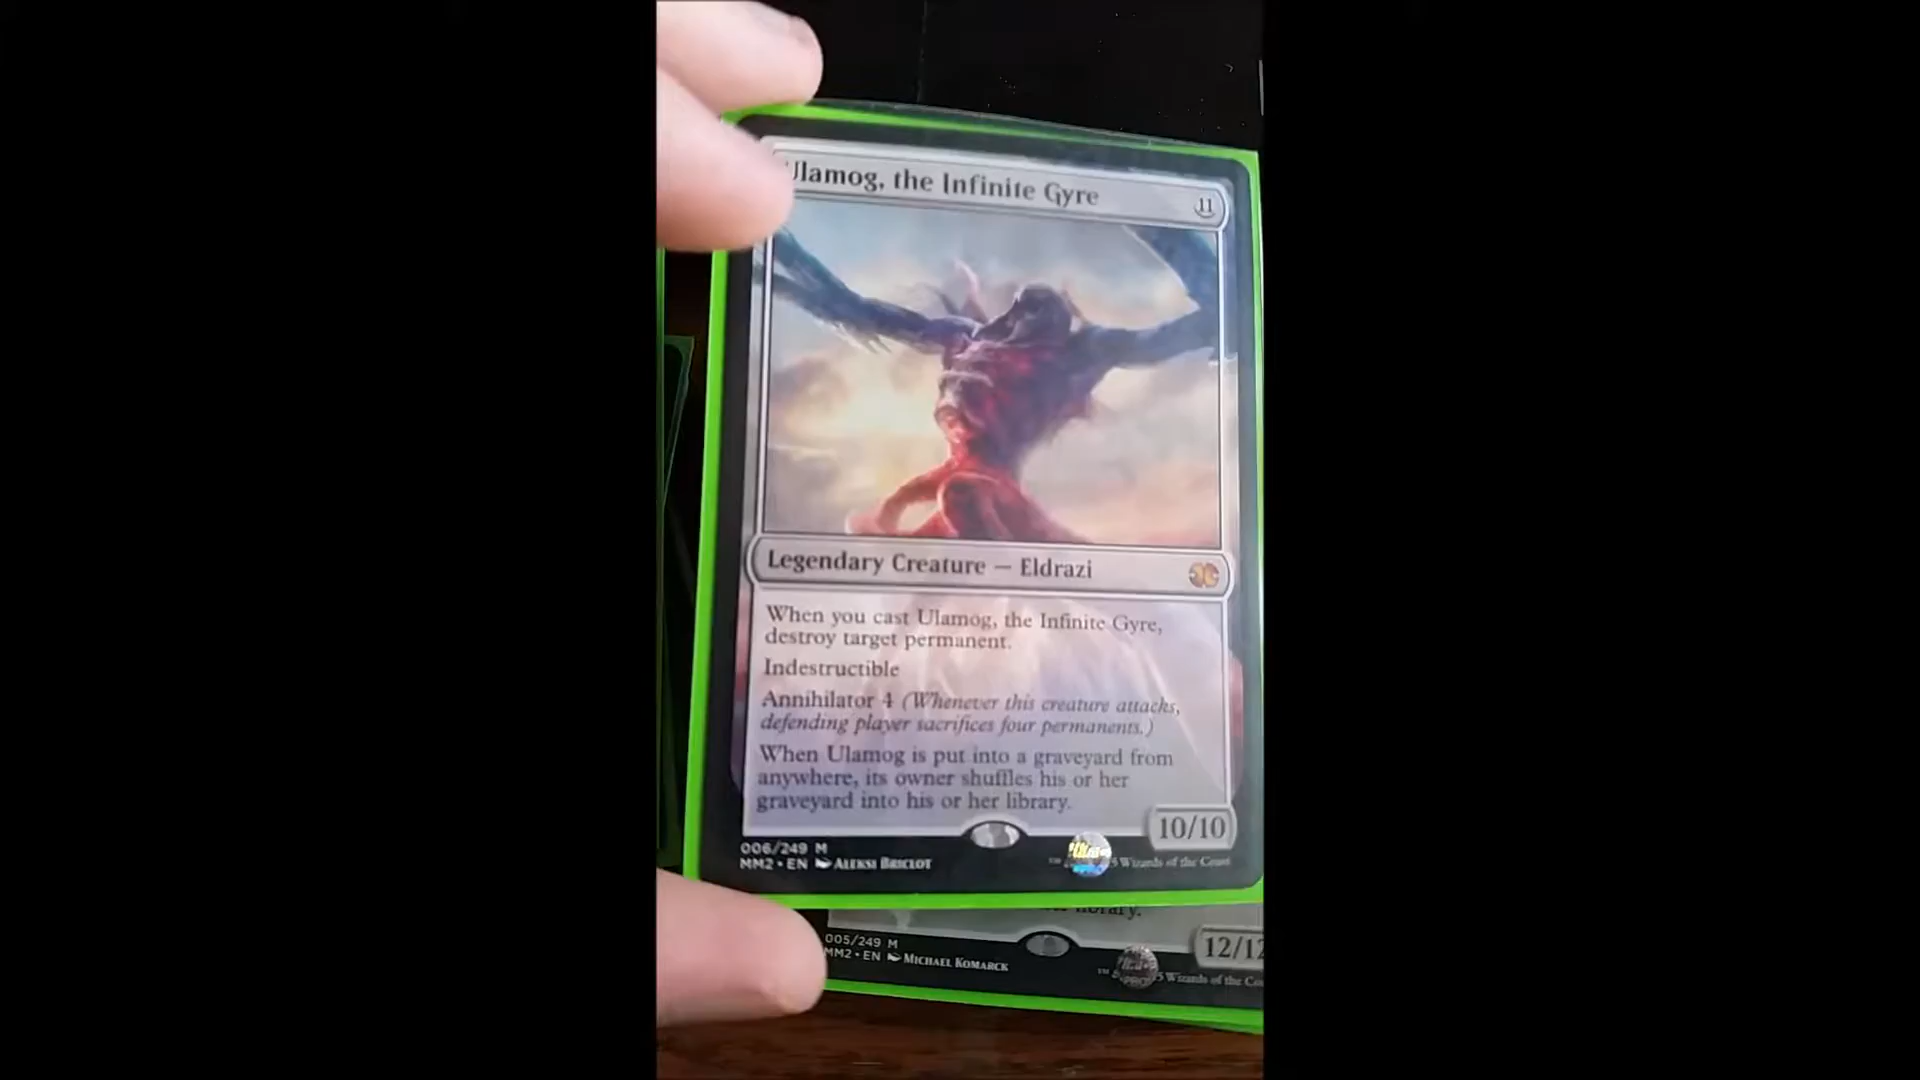 Ulamog, the Infinite Gyre 11
Legendary Creature — Eldrazi
When you cast Ulamog, the Infinite Gyre,
destroy target permanent.
Indestructible
Annihilator 4 (Whenever this creature attacks,
defending player sacrifices four permanents.)
When Ulamog is put into a graveyard from
anywhere, its owner shuffles his or her
graveyard into his or her library.
10/10
006/249 M
MM2 • EN ALEKSI BRICLOT
Wizards of the Coast
library.
12/12
005/249 M
MM2 • EN MICHAEL KOMARCK
Wizards of the Co